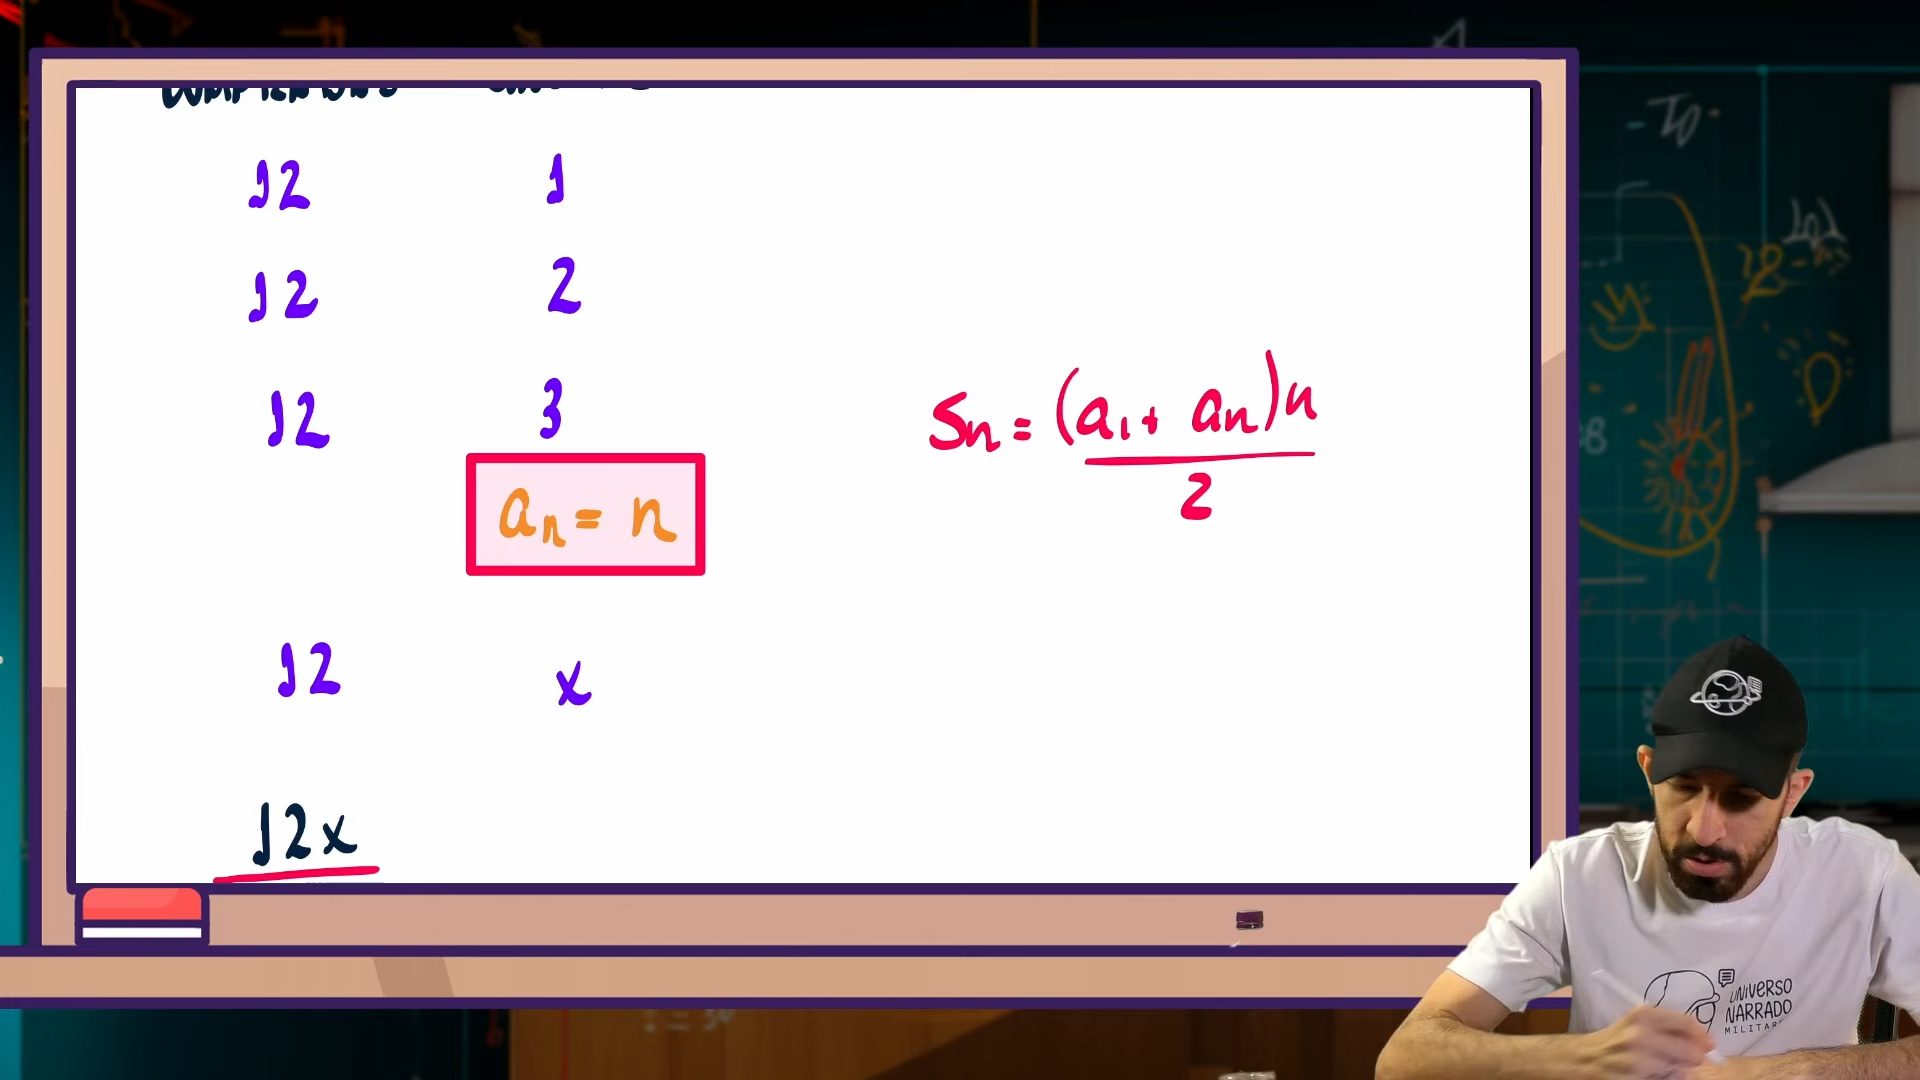 12 1
12 2
12 3
an = n
12 x
12x
Sn = (a1 + an)n
2
UNIVERSO
NARRADO